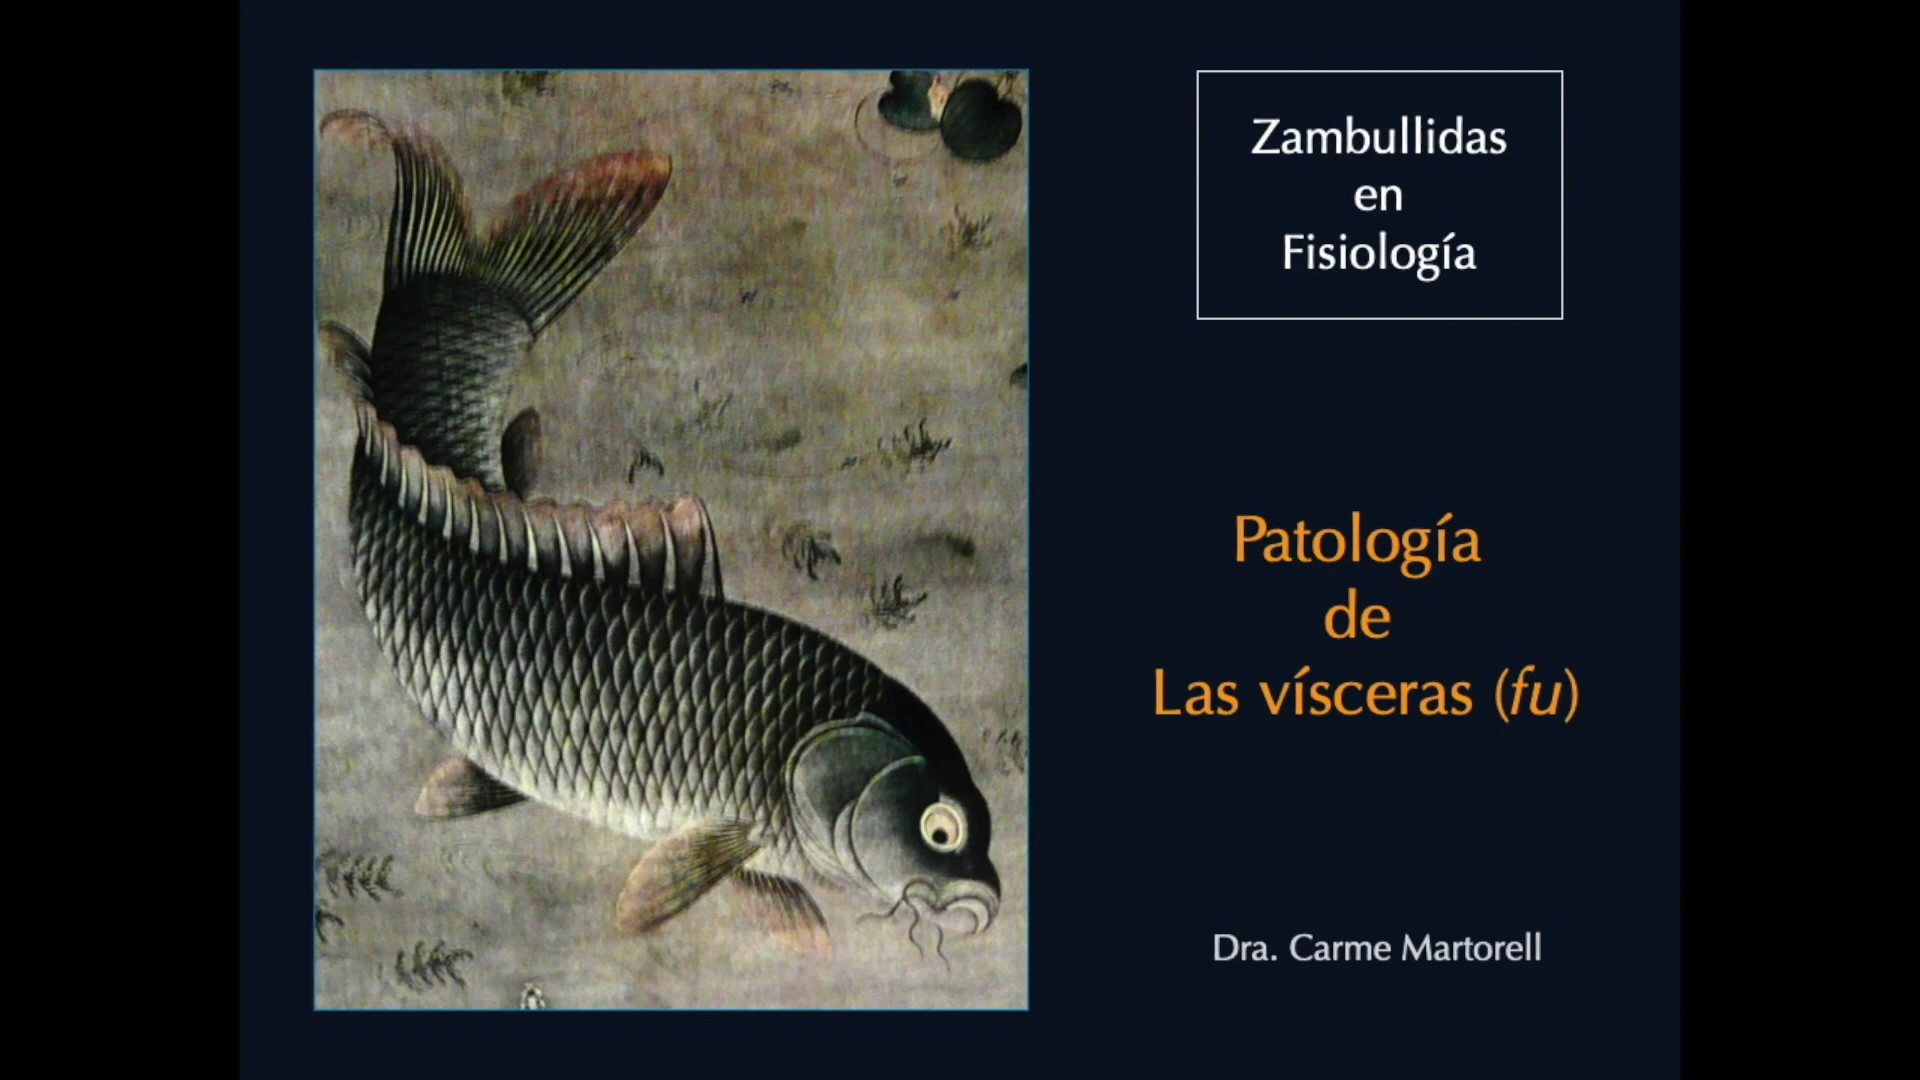 Zambullidas
en
Fisiología
Patología
de
Las vísceras (fu)
Dra. Carme Martorell